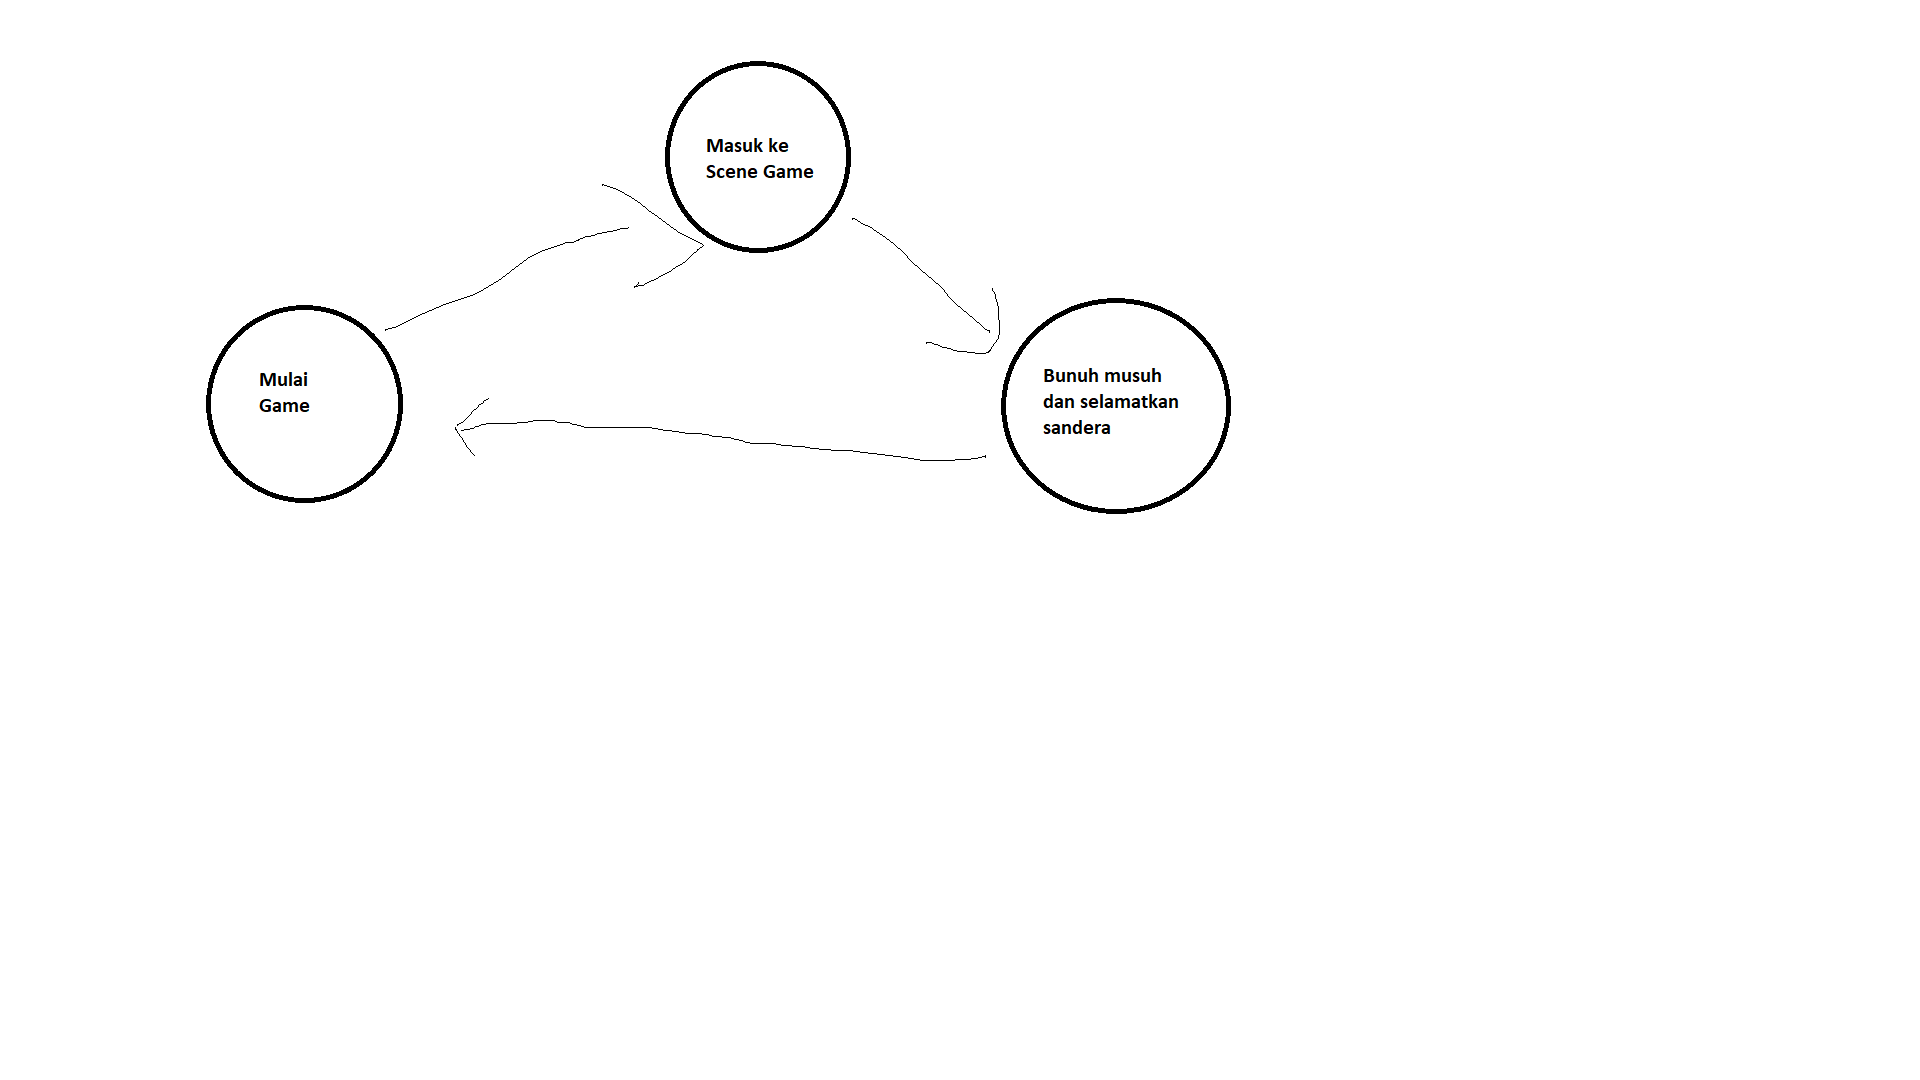 Masuk ke
Scene Game
Mulai
Game
Bunuh musuh
dan selamatkan
sandera